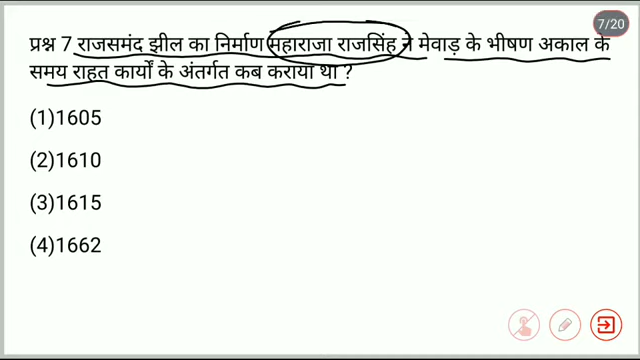 7/20
प्रश्न 7 राजसमंद झील का निर्माण महाराजा राजसिंह ने मेवाड़ के भीषण अकाल के
समय राहत कार्यों के अंतर्गत कब कराया था ?
(1)1605
(2)1610
(3)1615
(4)1662